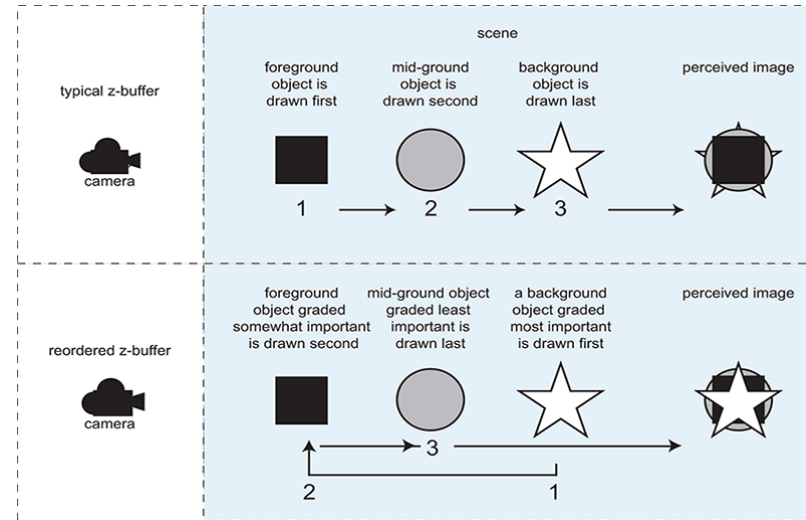 scene
typical z-buffer
camera
foreground
object is
drawn first
mid-ground
object is
drawn second
background
object is
drawn last
perceived image
1
2
3
reordered z-buffer
camera
foreground
object graded
somewhat important
is drawn second
mid-ground object
graded least
important is
drawn last
a background
object graded
most important
is drawn first
perceived image
3
2
1